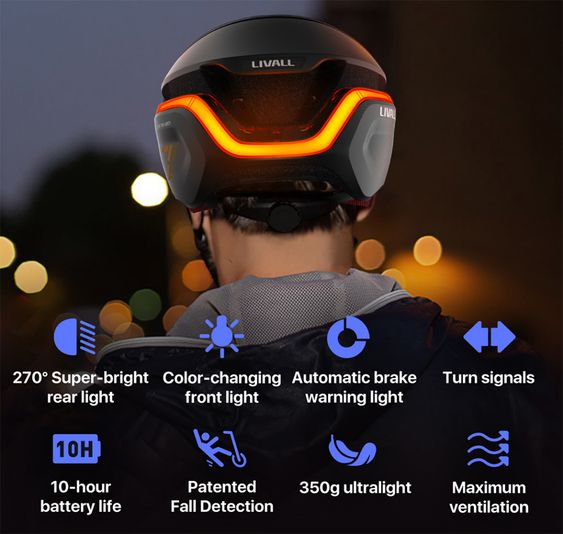 LIVALL
LIVALL
270° Super-bright
rear light
Color-changing
front light
Automatic brake
warning light
Turn signals
10H
10-hour
battery life
Patented
Fall Detection
350g ultralight
Maximum
ventilation